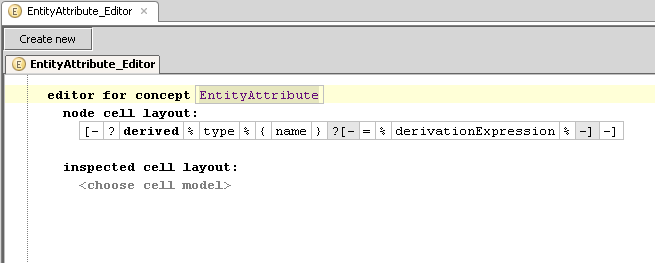 E EntityAttribute_Editor ×
Create new
E EntityAttribute_Editor
editor for concept EntityAttribute
node cell layout:
[- ? derived % type % { name } ?[- = % derivationExpression % -] -]
inspected cell layout:
<choose cell model>